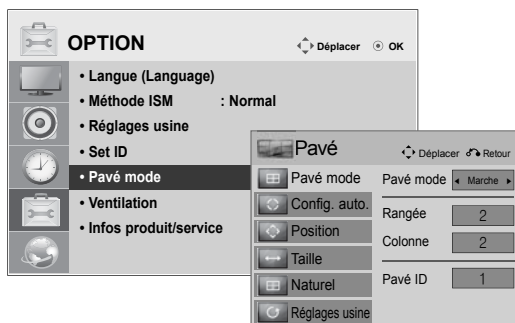 OPTION
Déplacer OK
• Langue (Language)
• Méthode ISM : Normal
• Réglages usine
• Set ID
• Pavé mode
• Ventilation
• Infos produit/service
Pavé
Déplacer Retour
Pavé mode
Config. auto.
Position
Taille
Naturel
Réglages usine
Pavé mode ◂ Marche ▸
Rangée 2
Colonne 2
Pavé ID 1